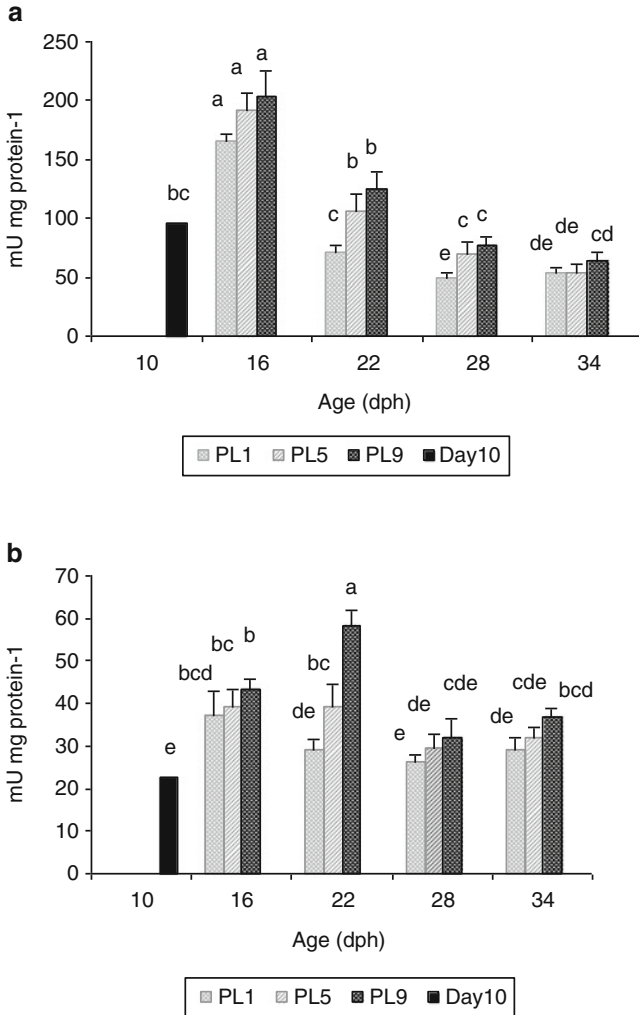 a
250
200
150
100
50
0
mU mg protein-1
bc
a a a
c b b
e c c
de de cd
10 16 22 28 34
Age (dph)
PL1 PL5 PL9 Day10
b
70
60
50
40
30
20
10
0
mU mg protein-1
e
bcd bc b
de bc a
e de cde
de cde bcd
10 16 22 28 34
Age (dph)
PL1 PL5 PL9 Day10